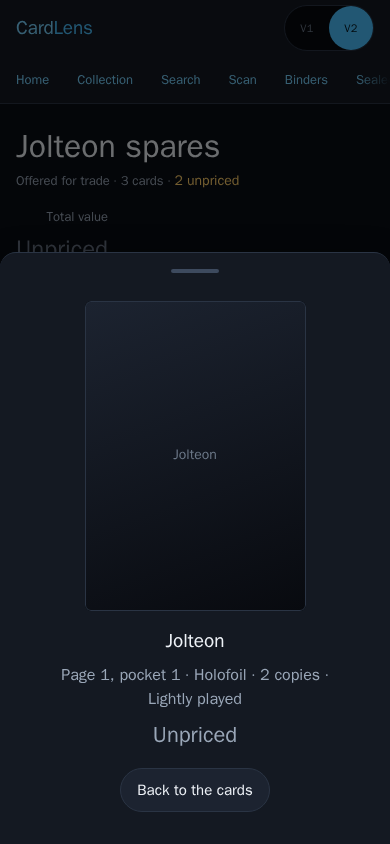 CardLens
V1
V2
Home
Collection
Search
Scan
Binders
Seale
Jolteon spares
Offered for trade · 3 cards · 2 unpriced
Total value
Unpriced
Jolteon
Jolteon
Page 1, pocket 1 · Holofoil · 2 copies ·
Lightly played
Unpriced
Back to the cards